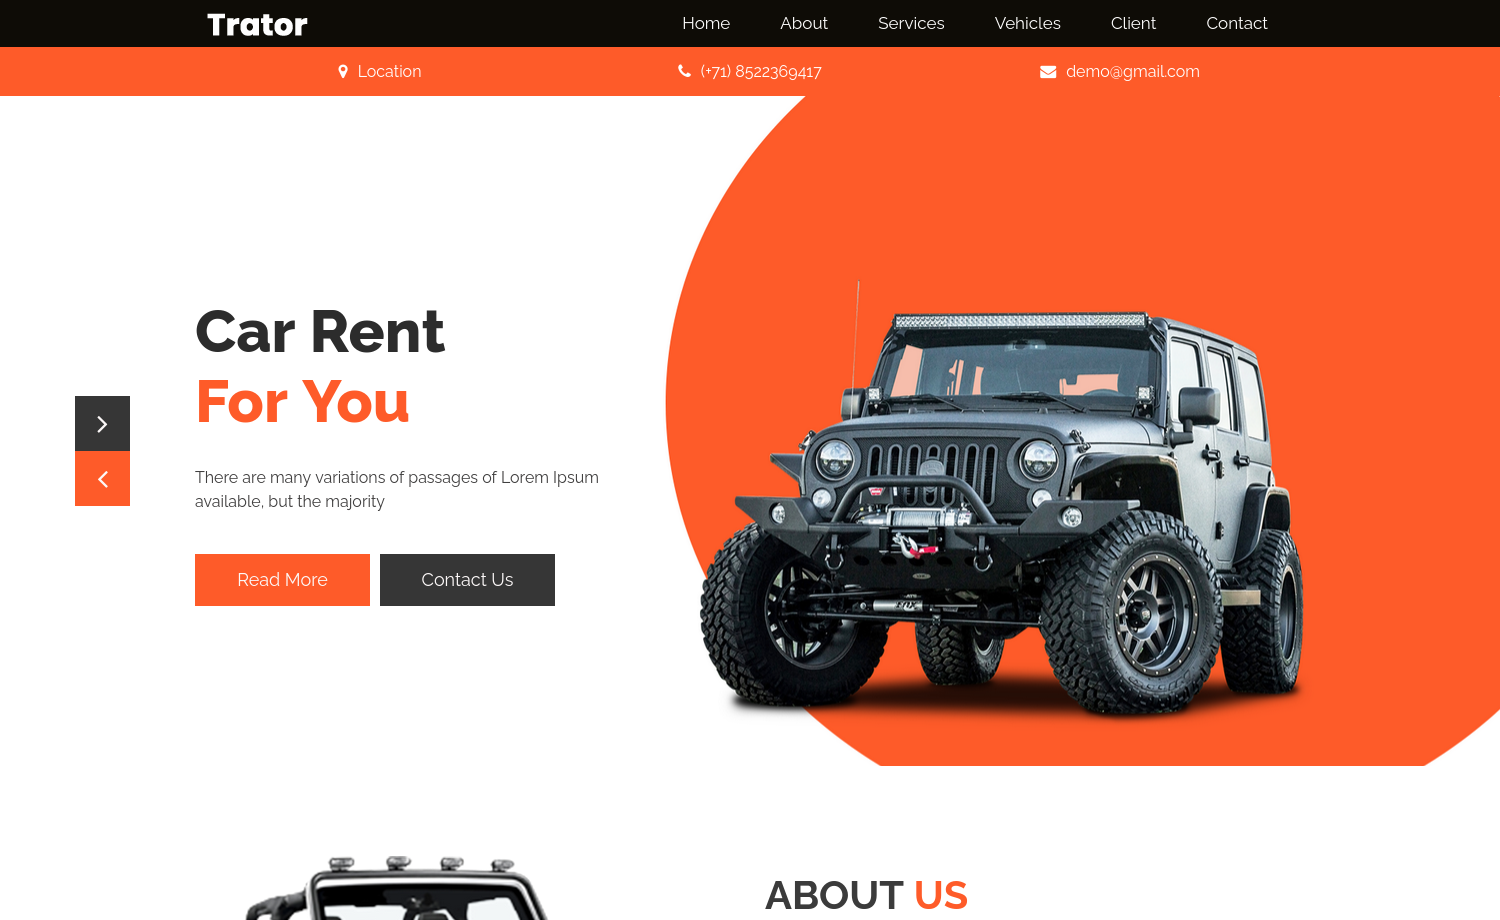 Trator
Home
About
Services
Vehicles
Client
Contact
Location
(+71) 8522369417
demo@gmail.com
Car Rent
For You
There are many variations of passages of Lorem Ipsum
available, but the majority
Read More
Contact Us
FOX
ABOUT US